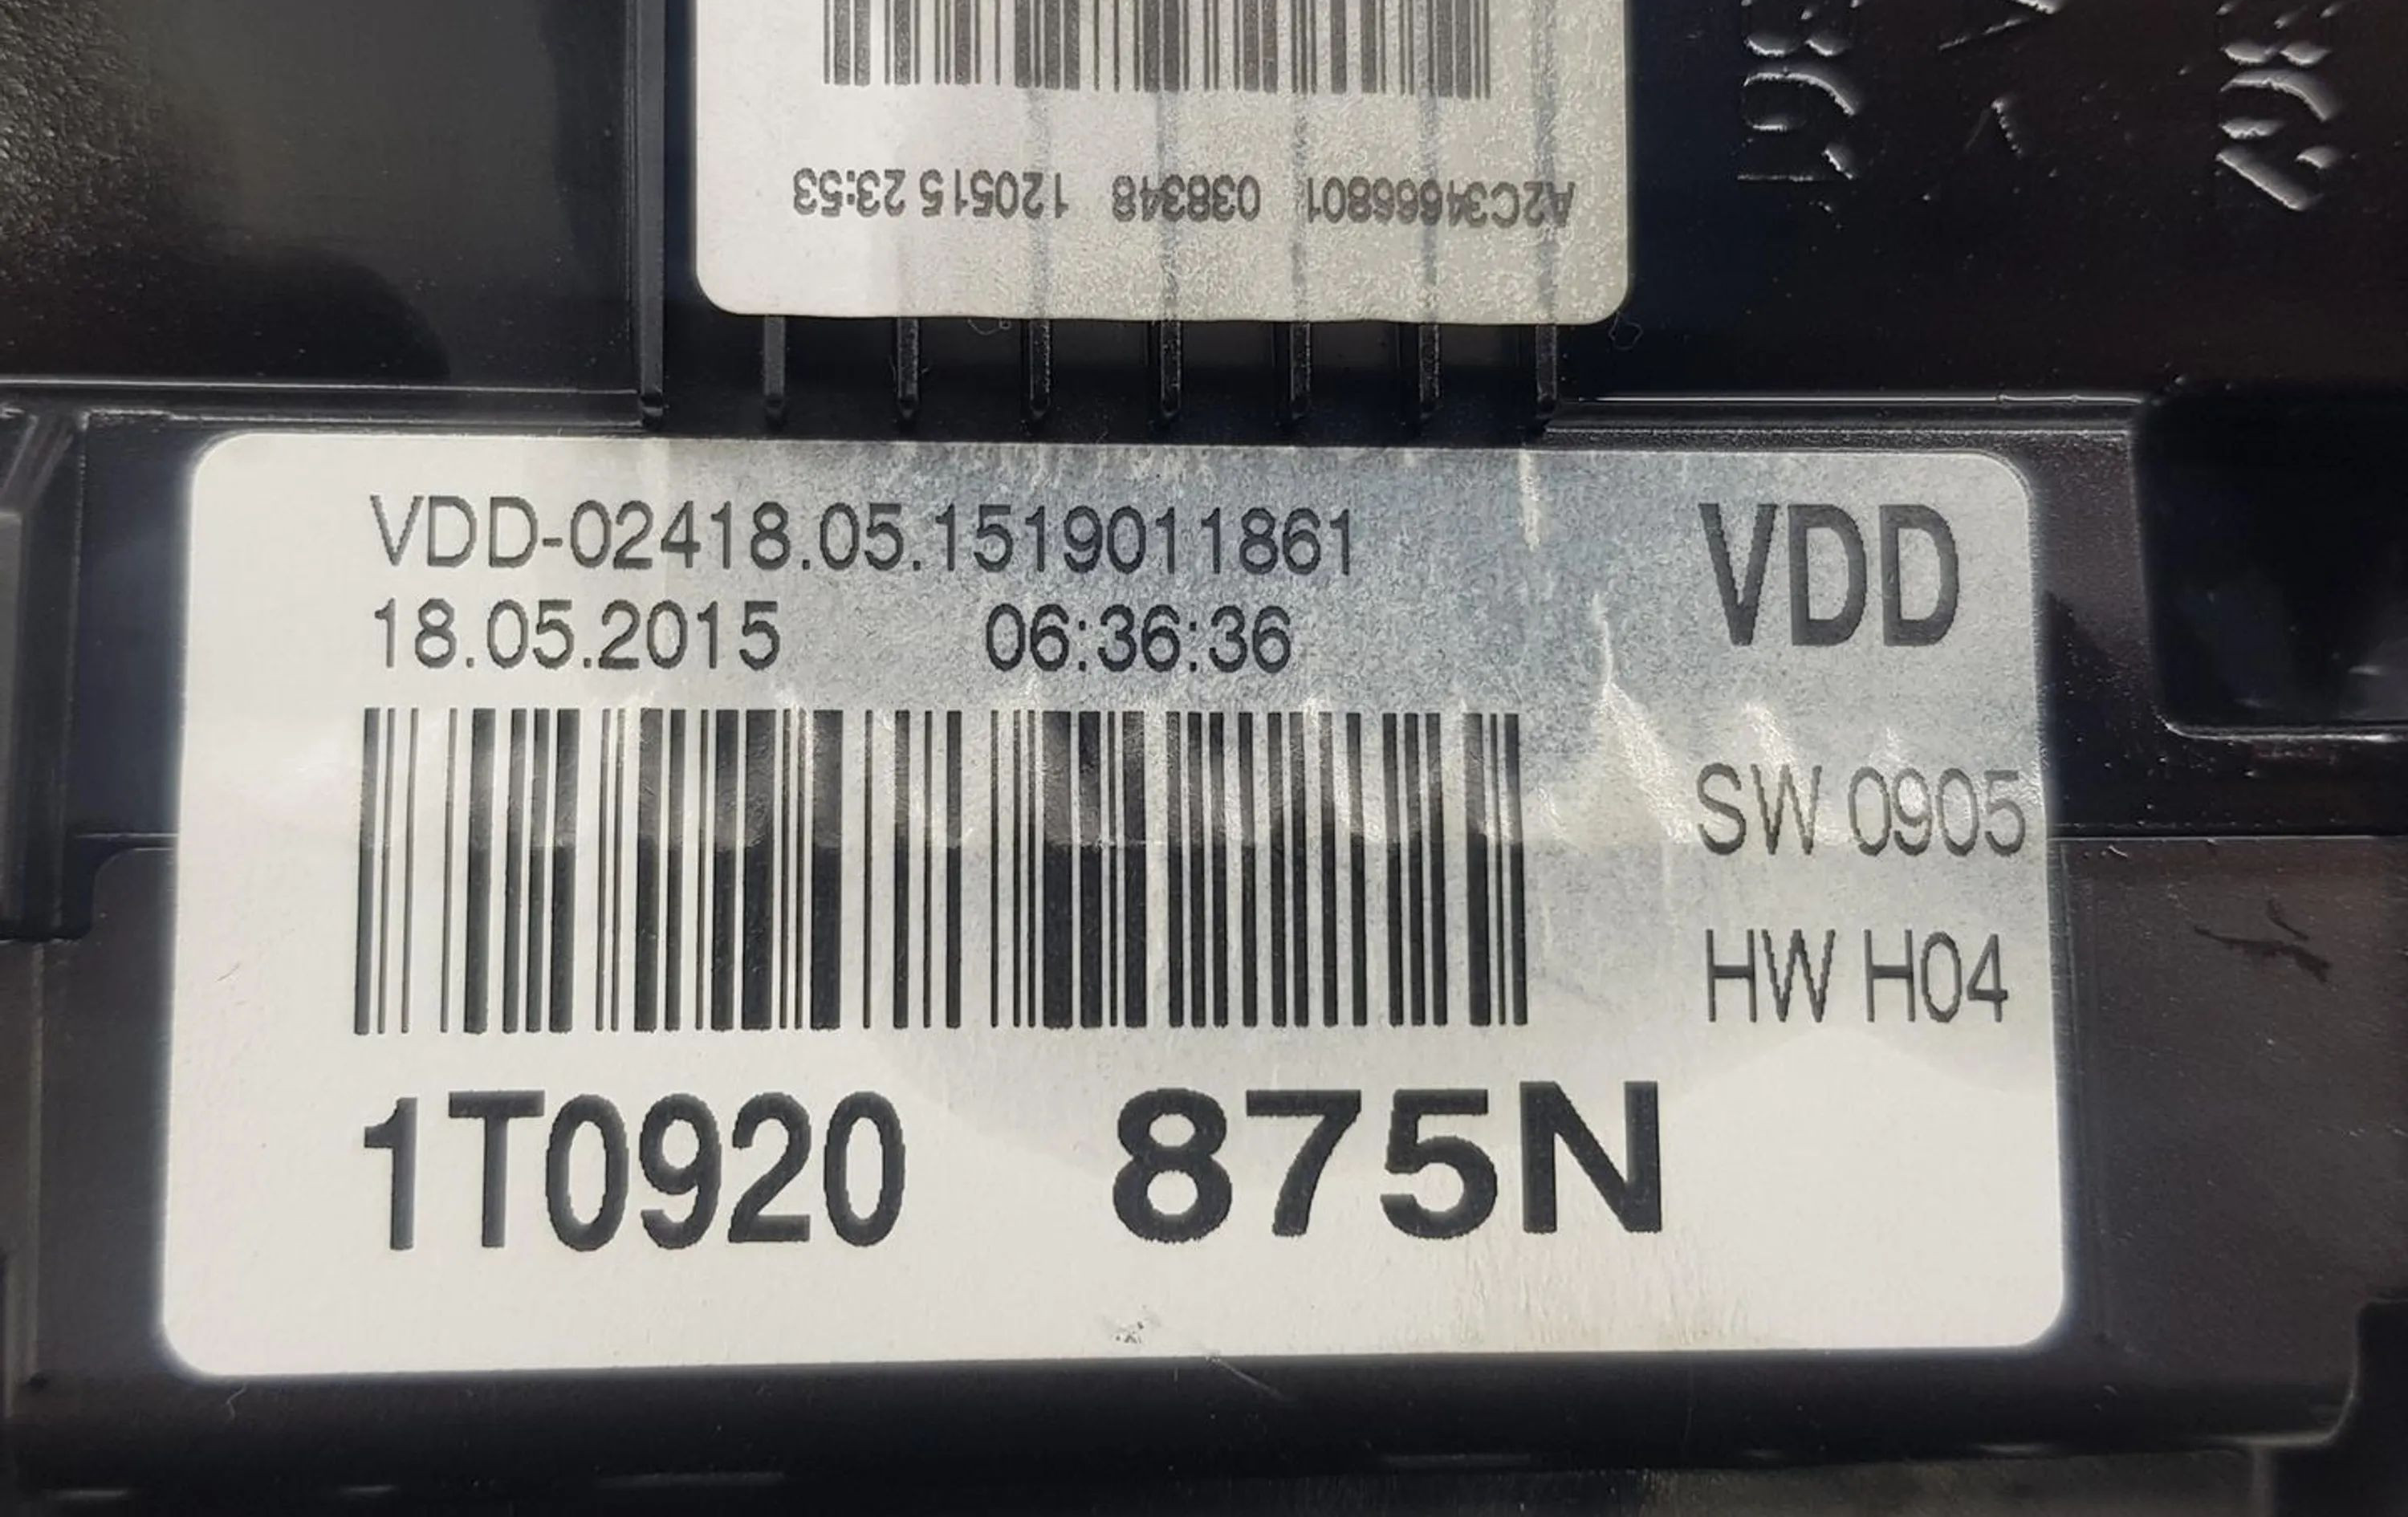 A2C34666801 038348 120515 23:53
VDD-02418.05.1519011861
18.05.2015 06:36:36
VDD
SW 0905
HW H04
1T0920 875N